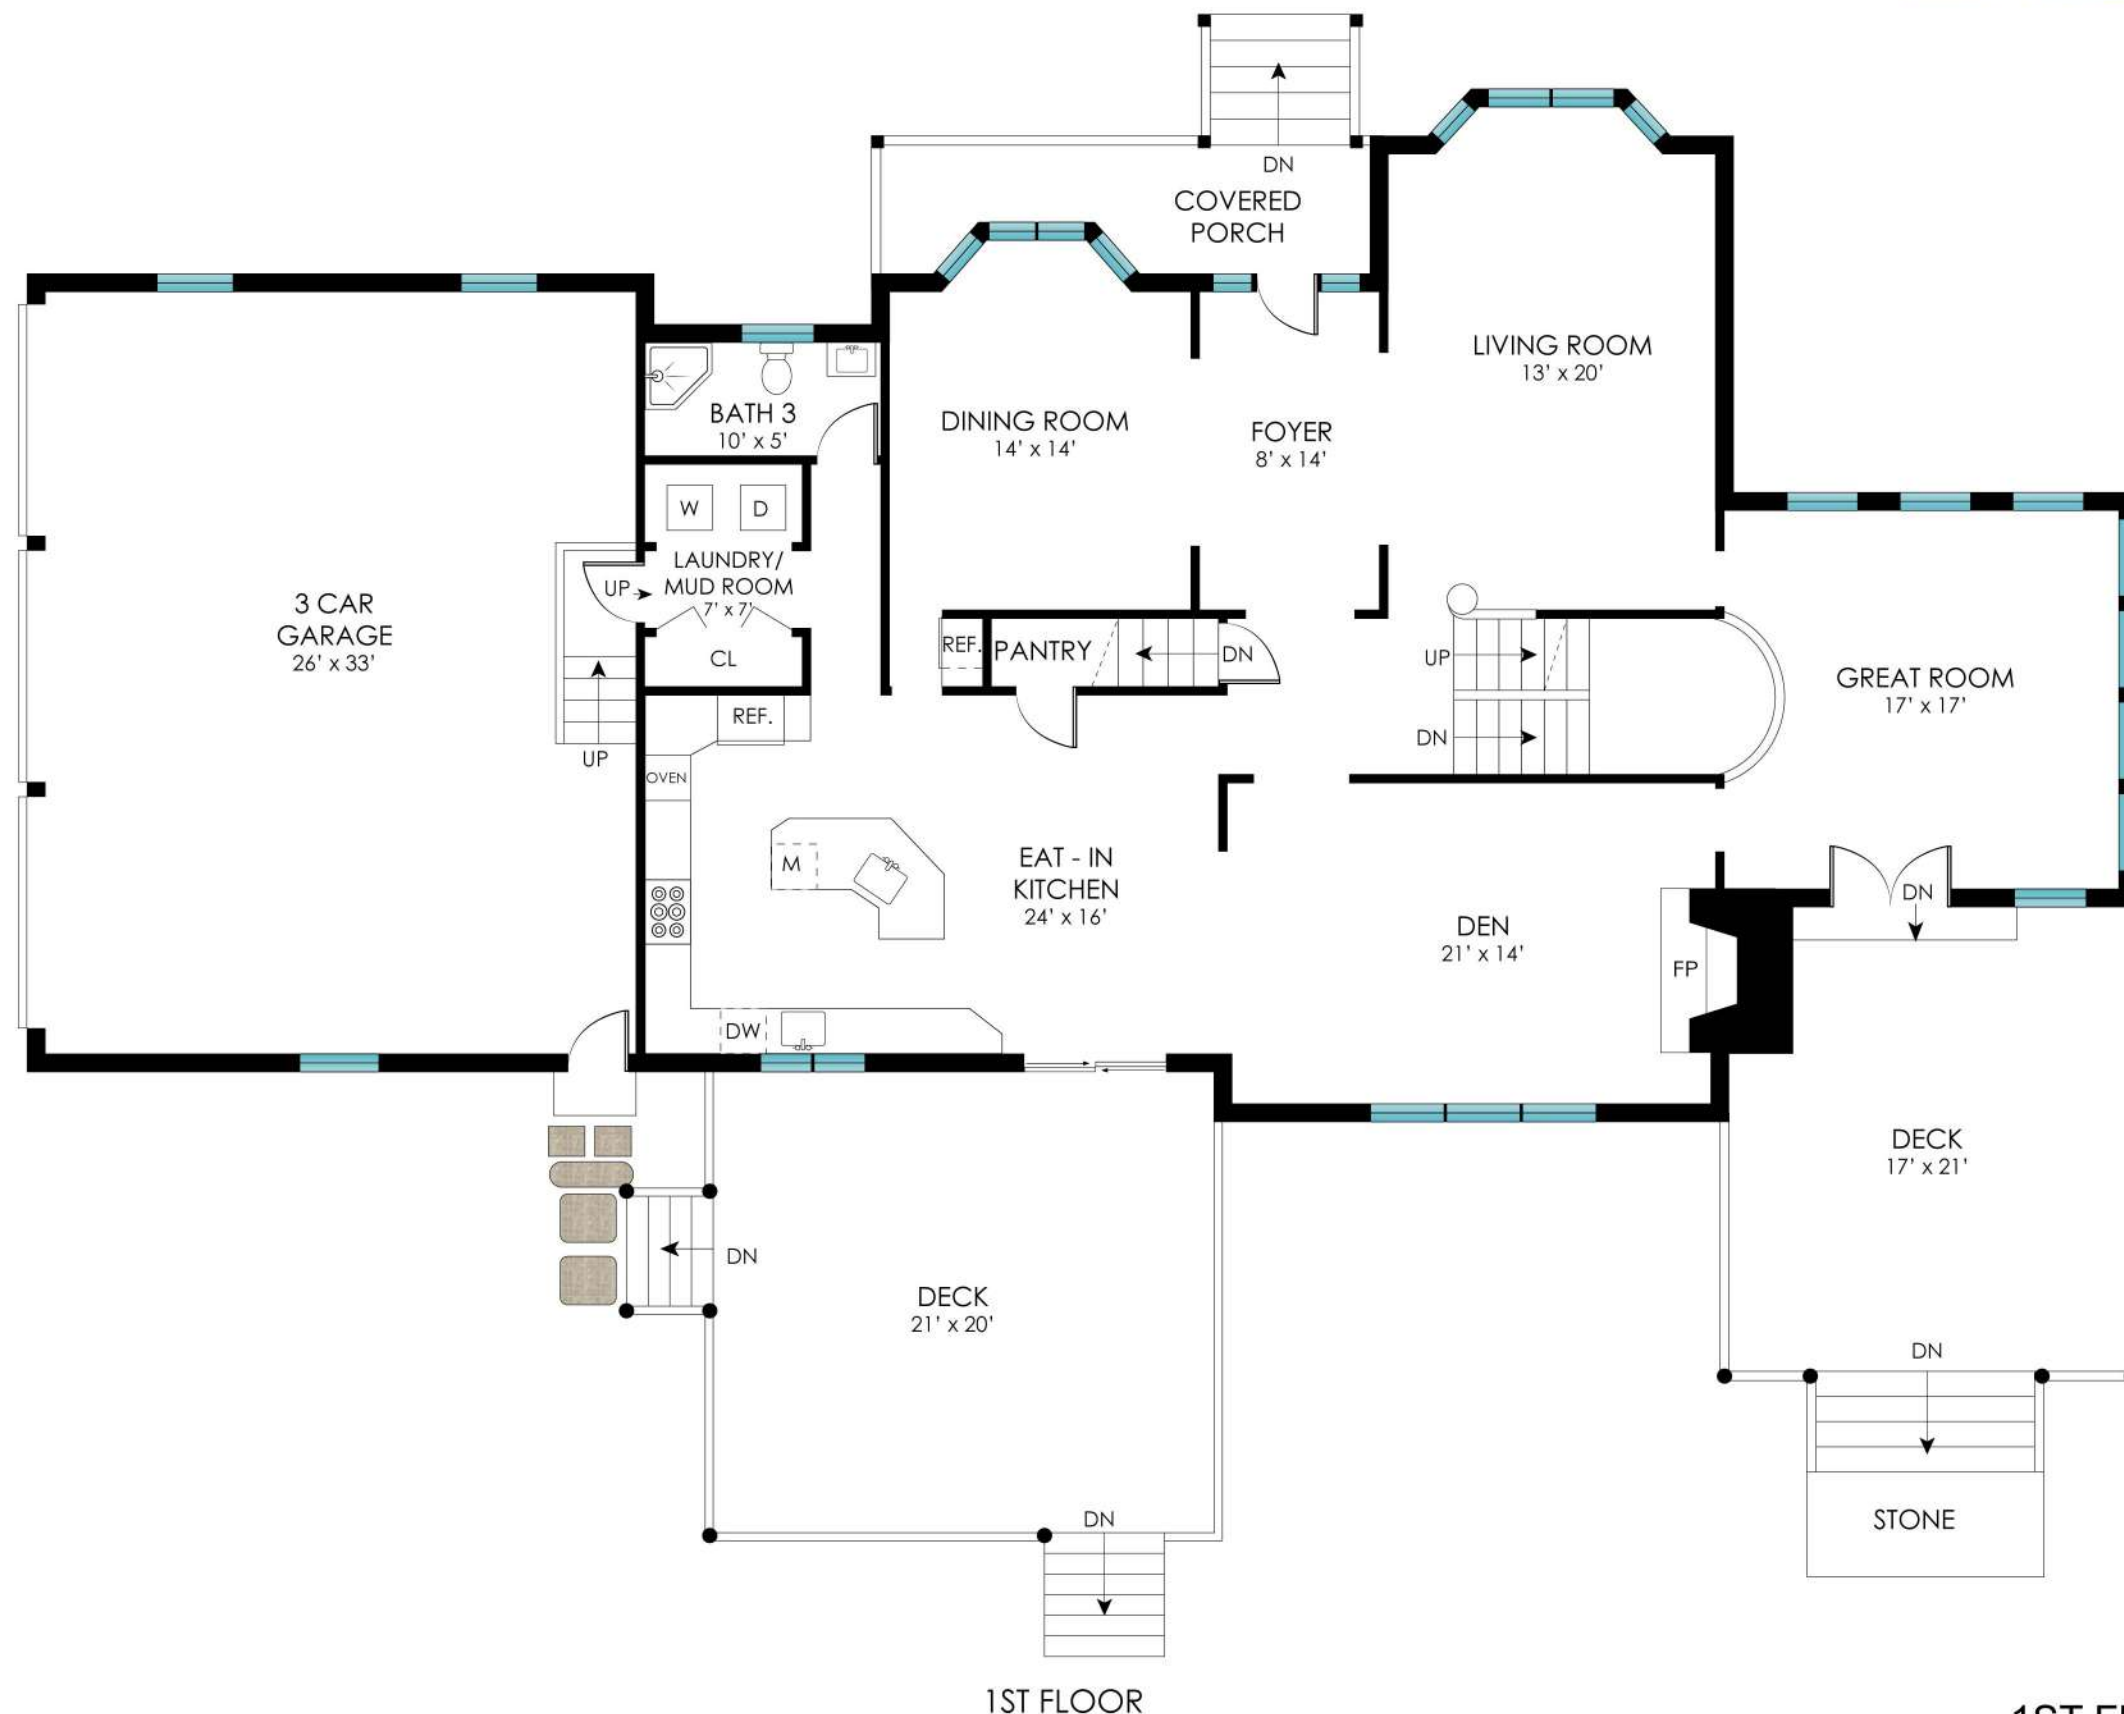 DN
COVERED
PORCH
LIVING ROOM
13' x 20'
BATH 3
10' x 5'
DINING ROOM
14' x 14'
FOYER
8' x 14'
W
D
LAUNDRY/
MUD ROOM
7' x 7'
UP
3 CAR
GARAGE
26' x 33'
CL
REF.
PANTRY
DN
UP
GREAT ROOM
17' x 17'
REF.
DN
UP
OVEN
M
EAT - IN
KITCHEN
24' x 16'
DN
DEN
21' x 14'
FP
DW
DECK
17' x 21'
DN
DECK
21' x 20'
DN
DN
STONE
1ST FLOOR